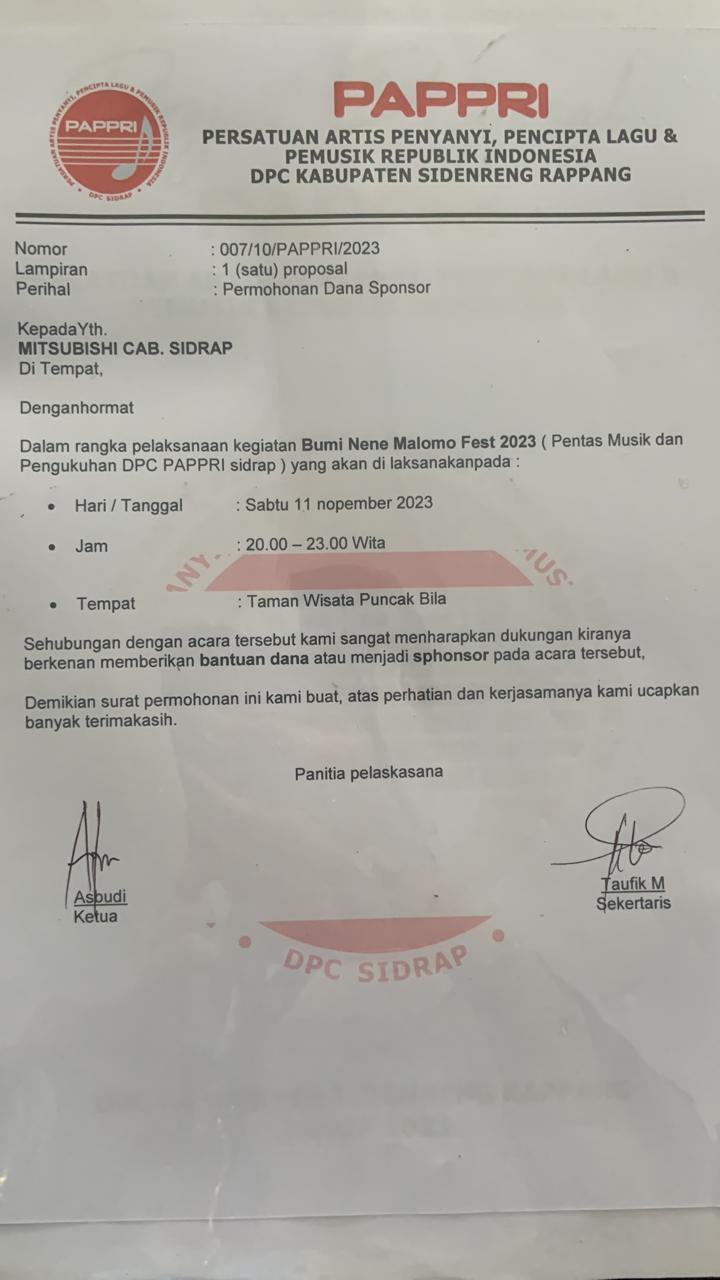 PAPPRI
PERSATUAN ARTIS PENYANYI, PENCIPTA LAGU & PEMUSIK REPUBLIK INDONESIA
PAPPRI
• DPC SIDRAP •
PERSATUAN ARTIS PENYANYI, PENCIPTA LAGU &
PEMUSIK REPUBLIK INDONESIA
DPC KABUPATEN SIDENRENG RAPPANG
Nomor : 007/10/PAPPRI/2023
Lampiran : 1 (satu) proposal
Perihal : Permohonan Dana Sponsor
KepadaYth.
MITSUBISHI CAB. SIDRAP
Di Tempat,
Denganhormat
Dalam rangka pelaksanaan kegiatan Bumi Nene Malomo Fest 2023 ( Pentas Musik dan
Pengukuhan DPC PAPPRI sidrap ) yang akan di laksanakanpada :
• Hari / Tanggal : Sabtu 11 nopember 2023
• Jam : 20.00 – 23.00 Wita
ANY
MUS
• Tempat : Taman Wisata Puncak Bila
Sehubungan dengan acara tersebut kami sangat menharapkan dukungan kiranya
berkenan memberikan bantuan dana atau menjadi sphonsor pada acara tersebut,
Demikian surat permohonan ini kami buat, atas perhatian dan kerjasamanya kami ucapkan
banyak terimakasih.
Panitia pelaskasana
Asbudi
Ketua
Taufik M
Sekertaris
• DPC SIDRAP •